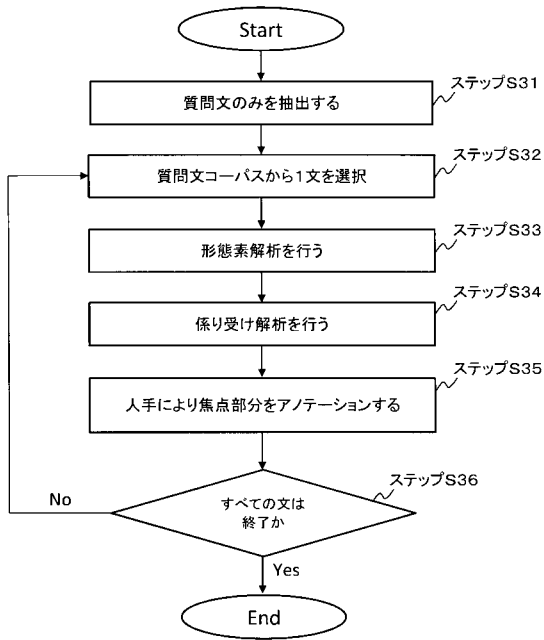 Start
ステップS31
質問文のみを抽出する
ステップS32
質問文コーパスから1文を選択
ステップS33
形態素解析を行う
ステップS34
係り受け解析を行う
ステップS35
人手により焦点部分をアノテーションする
ステップS36
すべての文は
終了か
No
Yes
End